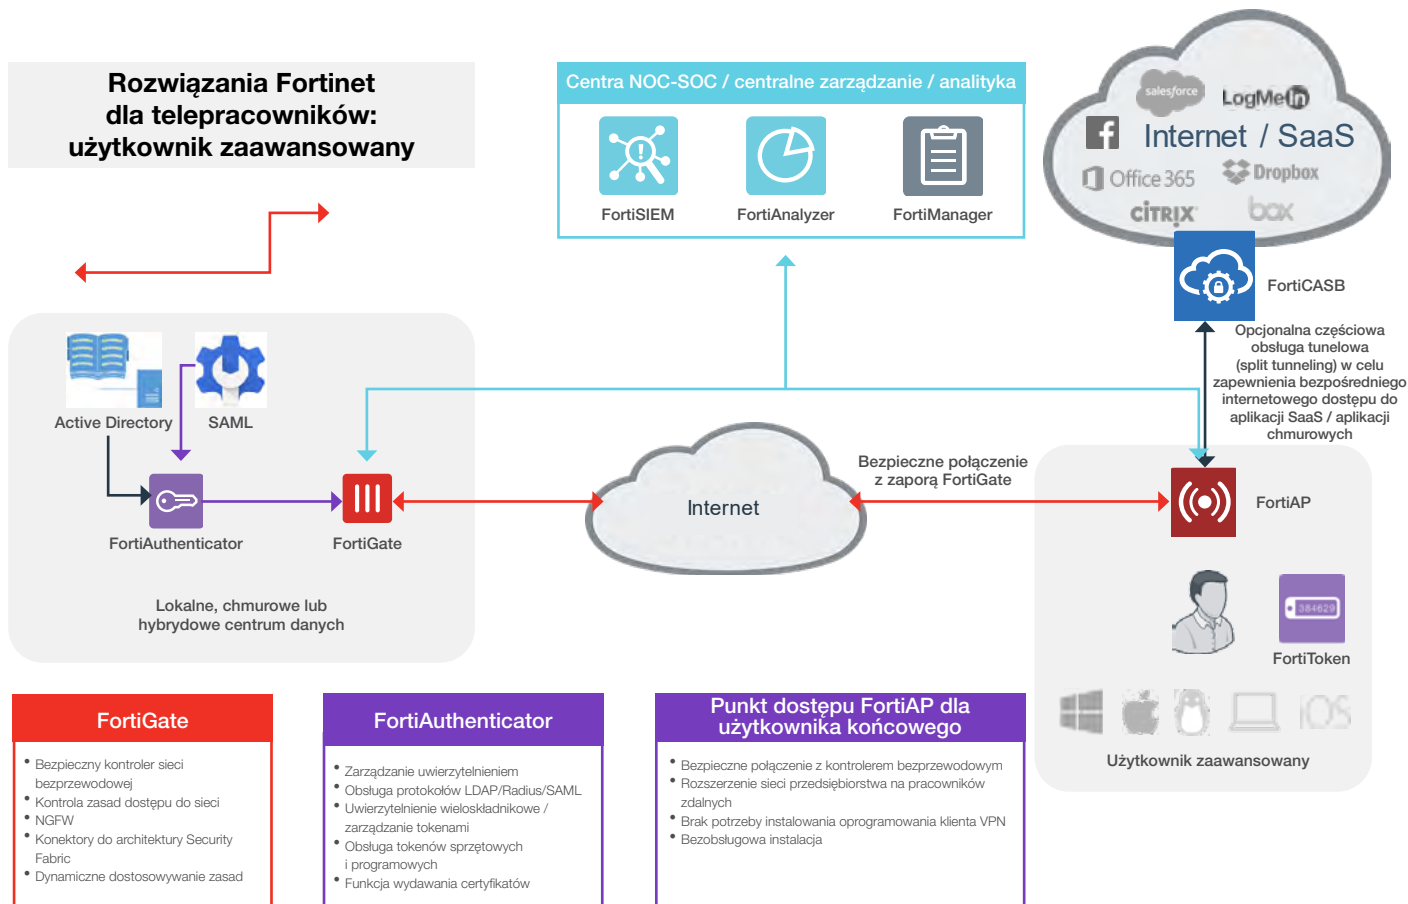 Rozwiązania Fortinet
dla telepracowników:
użytkownik zaawansowany
Centra NOC-SOC / centralne zarządzanie / analityka
FortiSIEM
FortiAnalyzer
FortiManager
salesforce
LogMeIn
Internet / SaaS
Office 365
Dropbox
CITRIX
box
FortiCASB
Opcjonalna częściowa
obsługa tunelowa
(split tunneling) w celu
zapewnienia bezpośredniego
internetowego dostępu do
aplikacji SaaS / aplikacji
chmurowych
Active Directory
SAML
FortiAuthenticator
FortiGate
Lokalne, chmurowe lub
hybrydowe centrum danych
Internet
Bezpieczne połączenie
z zaporą FortiGate
FortiAP
384629
FortiToken
iOS
Użytkownik zaawansowany
FortiGate
• Bezpieczny kontroler sieci
bezprzewodowej
• Kontrola zasad dostępu do sieci
• NGFW
• Konektory do architektury Security
Fabric
• Dynamiczne dostosowywanie zasad
FortiAuthenticator
• Zarządzanie uwierzytelnieniem
• Obsługa protokołów LDAP/Radius/SAML
• Uwierzytelnienie wieloskładnikowe /
zarządzanie tokenami
• Obsługa tokenów sprzętowych
i programowych
• Funkcja wydawania certyfikatów
Punkt dostępu FortiAP dla
użytkownika końcowego
• Bezpieczne połączenie z kontrolerem bezprzewodowym
• Rozszerzenie sieci przedsiębiorstwa na pracowników
zdalnych
• Brak potrzeby instalowania oprogramowania klienta VPN
• Bezobsługowa instalacja